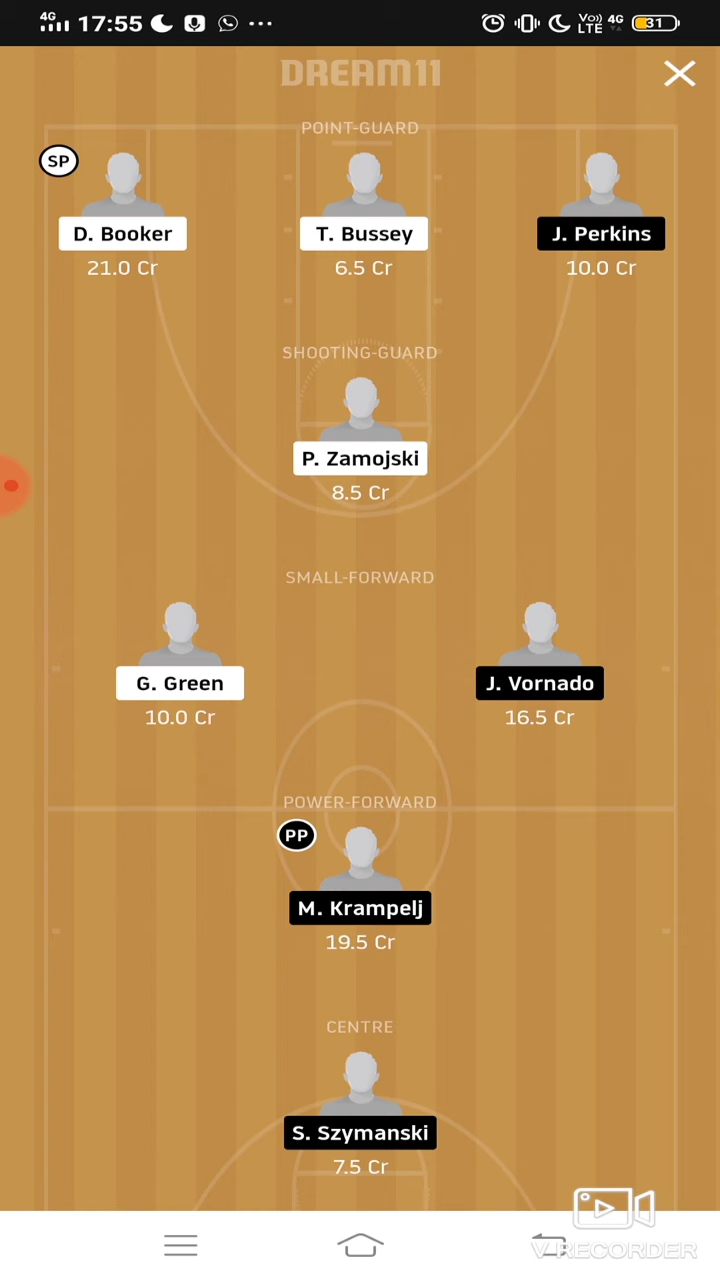 4G 17:55 ... Vo)) LTE 4G 31
DREAM11
POINT-GUARD
SP
D. Booker T. Bussey J. Perkins
21.0 Cr 6.5 Cr 10.0 Cr
SHOOTING-GUARD
P. Zamojski
8.5 Cr
SMALL-FORWARD
G. Green J. Vornado
10.0 Cr 16.5 Cr
POWER-FORWARD
PP
M. Krampelj
19.5 Cr
CENTRE
S. Szymanski
7.5 Cr
V RECORDER